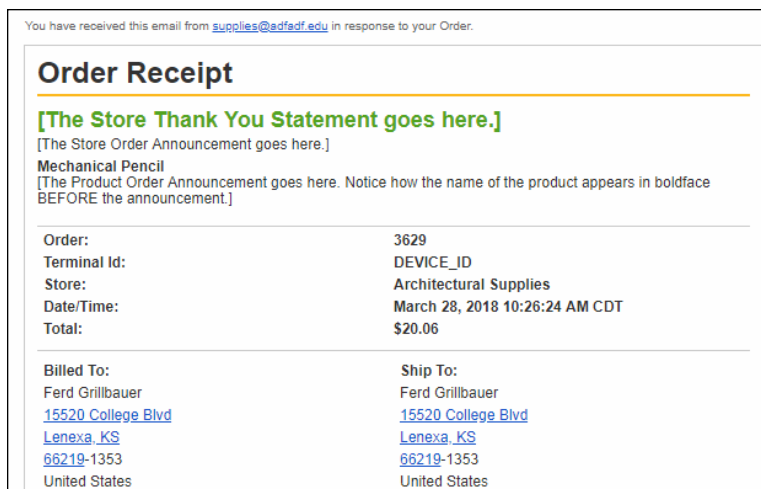 You have received this email from supplies@adfadf.edu in response to your Order.
Order Receipt
[The Store Thank You Statement goes here.]
[The Store Order Announcement goes here.]
Mechanical Pencil
[The Product Order Announcement goes here. Notice how the name of the product appears in boldface
BEFORE the announcement.]
Order: 3629
Terminal Id: DEVICE_ID
Store: Architectural Supplies
Date/Time: March 28, 2018 10:26:24 AM CDT
Total: $20.06
Billed To: Ship To:
Ferd Grillbauer Ferd Grillbauer
15520 College Blvd 15520 College Blvd
Lenexa, KS Lenexa, KS
66219-1353 66219-1353
United States United States